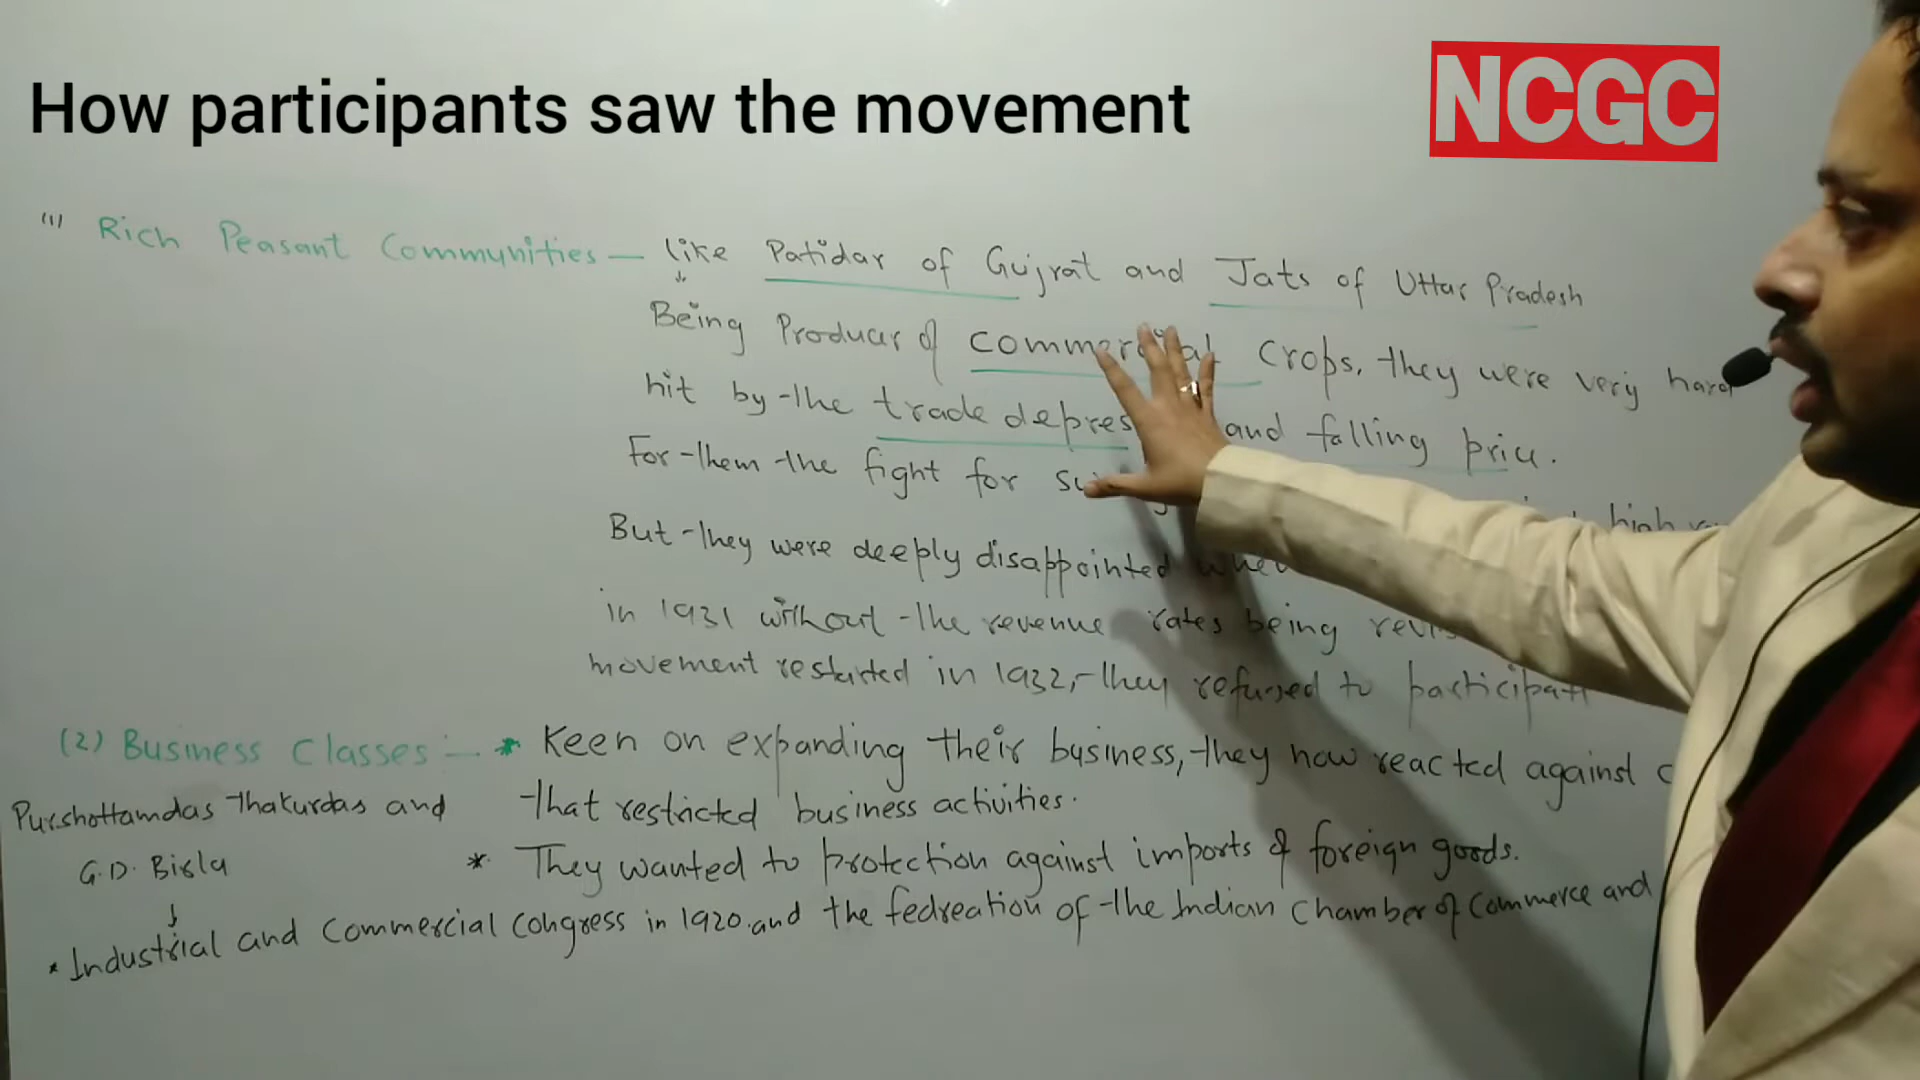 How participants saw the movement
NCGC
(1) Rich Peasant Communities — like Patidar of Gujrat and Jats of Uttar Pradesh
Being Producer of commercial crops, they were very hard
hit by the trade depres and falling price.
For them the fight for
But they were deeply disappointed when
in 1931 without the revenue rates being
movement restarted in 1932, they refused to participat
(2) Business Classes :— * Keen on expanding their business, they now reacted against c
Purshottamdas Thakurdas and that restricted business activities.
G.D. Birla
* They wanted to protection against imports of foreign goods.
* Industrial and Commercial Congress in 1920. and the fedreation of the Indian Chamber of Commerce and